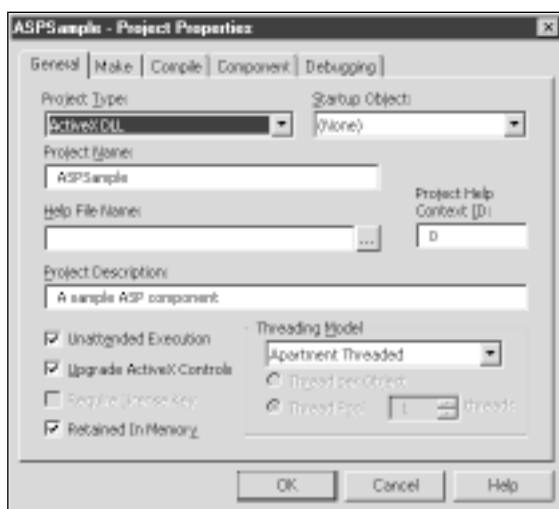 ASPSample - Project Properties
General Make Compile Component Debugging
Project Type:
ActiveX DLL
Startup Object:
(None)
Project Name:
ASPSample
Help File Name:
...
Project Help
Context ID:
0
Project Description:
A sample ASP component
Unattended Execution
Upgrade ActiveX Controls
Require License Key
Retained In Memory
Threading Model
Apartment Threaded
Thread per Object
Thread Pool 1 threads
OK Cancel Help